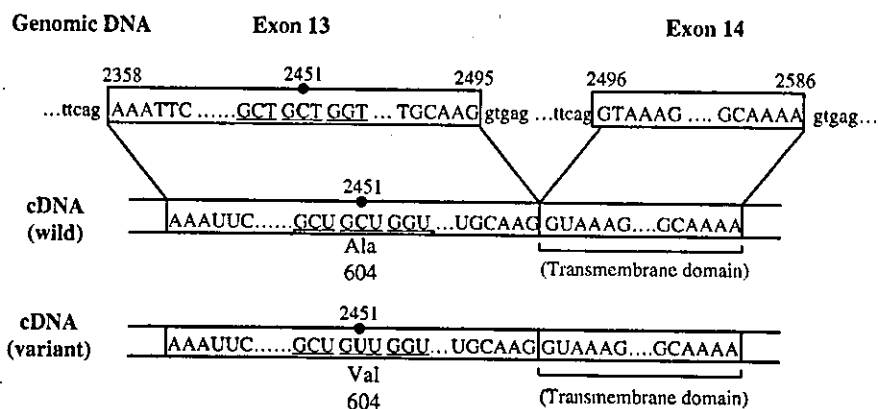 Genomic DNA Exon 13 Exon 14
2358 2451 2495 2496 2586
...ttcag AAATTC ......GCT GCT GGT ... TGCAAG gtgag ...ttcag GTAAAG .... GCAAAA gtgag...
2451
cDNA (wild)
AAAUUC......GCU GCU GGU...UGCAAG GUAAAG....GCAAAA
Ala
604
(Transmembrane domain)
2451
cDNA (variant)
AAAUUC......GCU GUU GGU...UGCAAG GUAAAG....GCAAAA
Val
604
(Transmembrane domain)